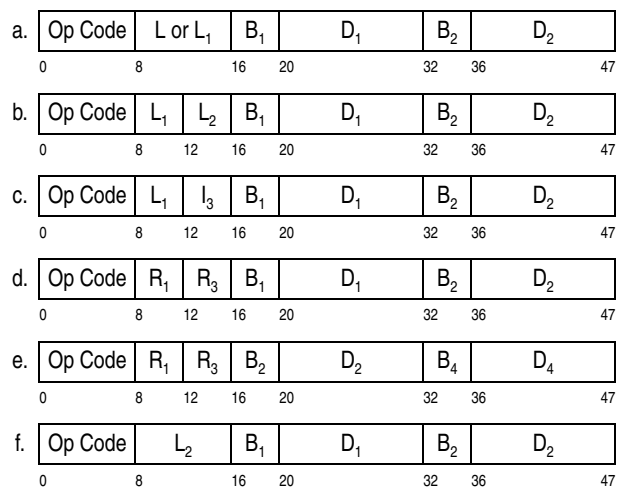 a. Op Code L or L₁ B₁ D₁ B₂ D₂
0 8 16 20 32 36 47
b. Op Code L₁ L₂ B₁ D₁ B₂ D₂
0 8 12 16 20 32 36 47
c. Op Code L₁ I₃ B₁ D₁ B₂ D₂
0 8 12 16 20 32 36 47
d. Op Code R₁ R₃ B₁ D₁ B₂ D₂
0 8 12 16 20 32 36 47
e. Op Code R₁ R₃ B₂ D₂ B₄ D₄
0 8 12 16 20 32 36 47
f. Op Code L₂ B₁ D₁ B₂ D₂
0 8 16 20 32 36 47